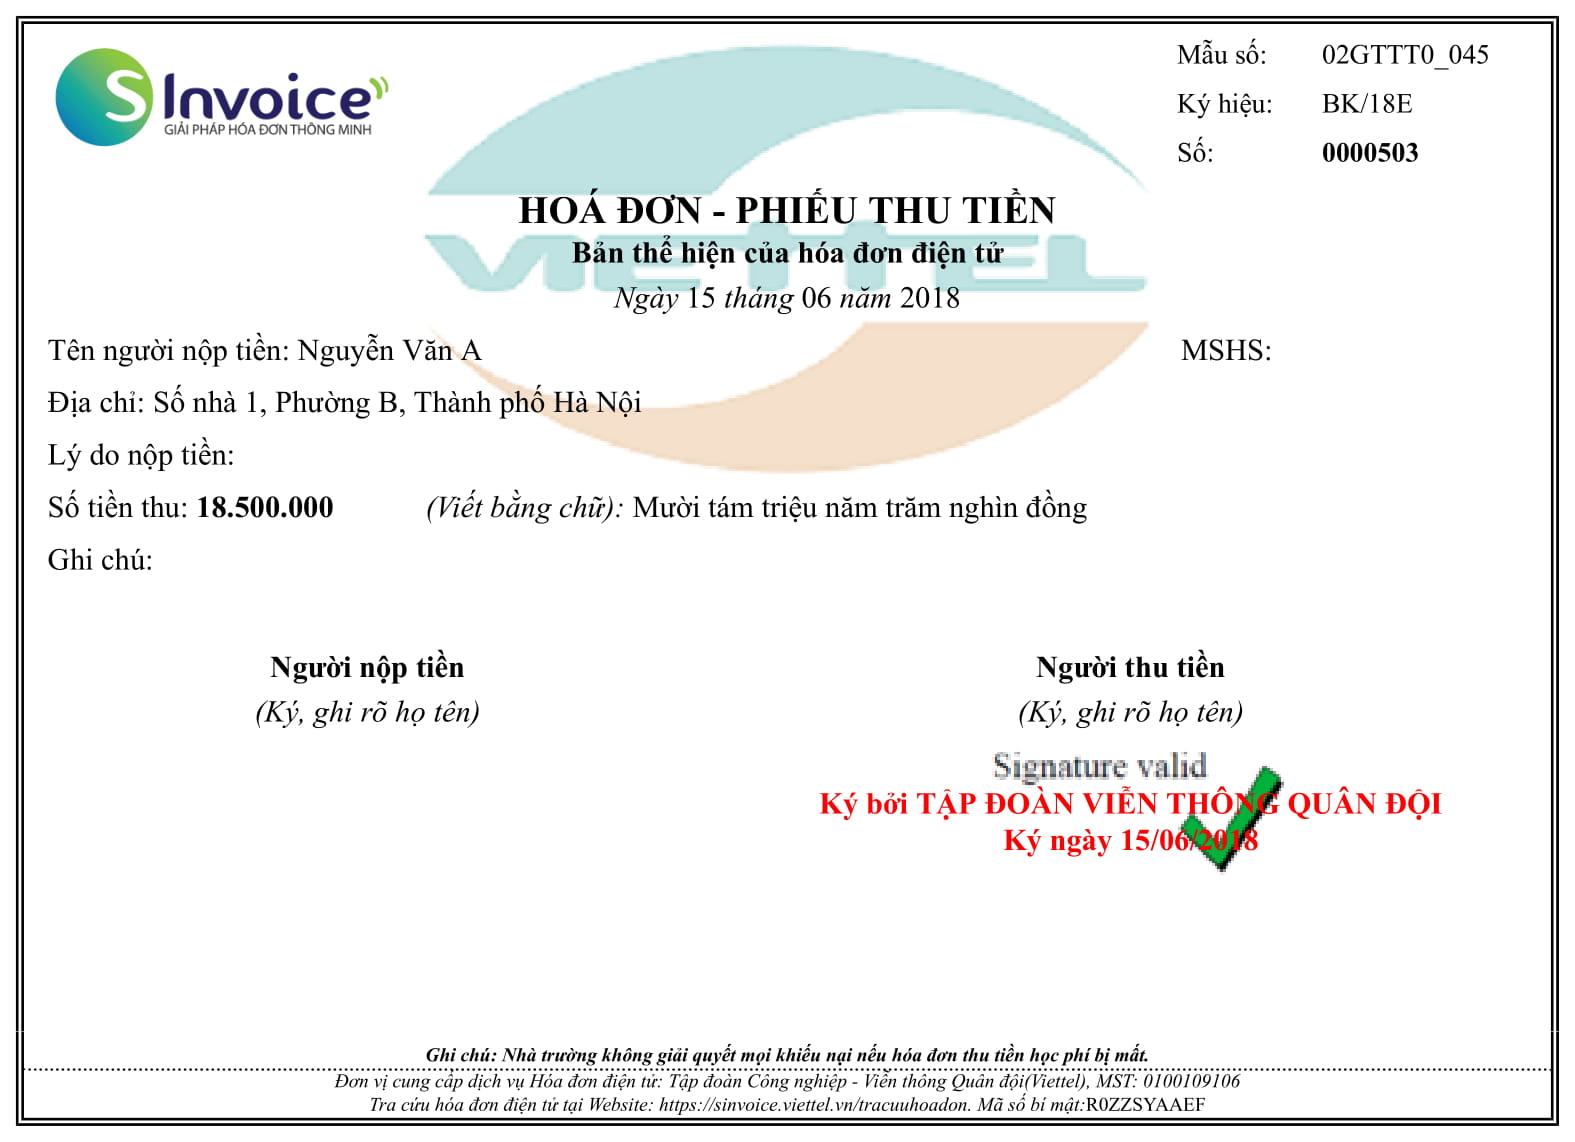 S Invoice
GIẢI PHÁP HÓA ĐƠN THÔNG MINH
Mẫu số: 02GTTT0_045
Ký hiệu: BK/18E
Số: 0000503
VIETTEL
HOÁ ĐƠN - PHIẾU THU TIỀN
Bản thể hiện của hóa đơn điện tử
Ngày 15 tháng 06 năm 2018
Tên người nộp tiền: Nguyễn Văn A MSHS:
Địa chỉ: Số nhà 1, Phường B, Thành phố Hà Nội
Lý do nộp tiền:
Số tiền thu: 18.500.000 (Viết bằng chữ): Mười tám triệu năm trăm nghìn đồng
Ghi chú:
Người nộp tiền Người thu tiền
(Ký, ghi rõ họ tên) (Ký, ghi rõ họ tên)
Signature valid
Ký bởi TẬP ĐOÀN VIỄN THÔNG QUÂN ĐỘI
Ký ngày 15/06/2018
Ghi chú: Nhà trường không giải quyết mọi khiếu nại nếu hóa đơn thu tiền học phí bị mất.
Đơn vị cung cấp dịch vụ Hóa đơn điện tử: Tập đoàn Công nghiệp - Viễn thông Quân đội(Viettel), MST: 0100109106
Tra cứu hóa đơn điện tử tại Website: https://sinvoice.viettel.vn/tracuuhoadon. Mã số bí mật:R0ZZSYAAEF